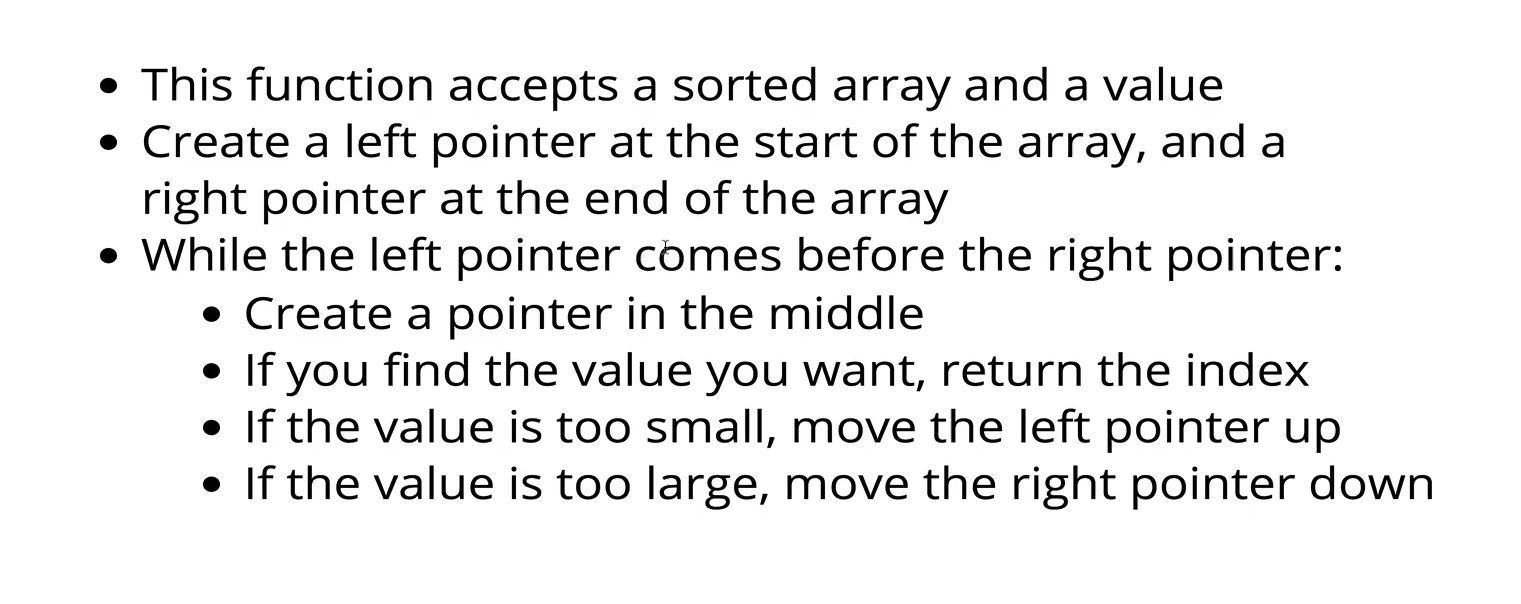 • This function accepts a sorted array and a value
• Create a left pointer at the start of the array, and a
right pointer at the end of the array
• While the left pointer comes before the right pointer:
• Create a pointer in the middle
• If you find the value you want, return the index
• If the value is too small, move the left pointer up
• If the value is too large, move the right pointer down